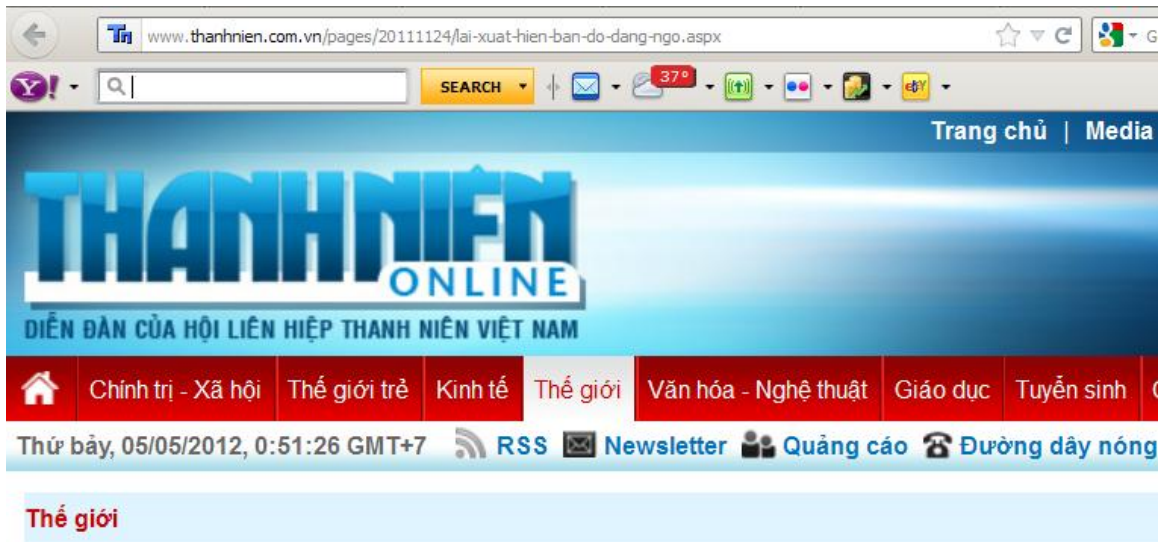 www.thanhnien.com.vn/pages/20111124/lai-xuat-hien-ban-do-dang-ngo.aspx
SEARCH 37° ebY
Trang chủ | Media
THANH NIÊN
ONLINE
DIỄN ĐÀN CỦA HỘI LIÊN HIỆP THANH NIÊN VIỆT NAM
Chính trị - Xã hội Thế giới trẻ Kinh tế Thế giới Văn hóa - Nghệ thuật Giáo dục Tuyển sinh
Thứ bảy, 05/05/2012, 0:51:26 GMT+7 RSS Newsletter Quảng cáo Đường dây nóng
Thế giới